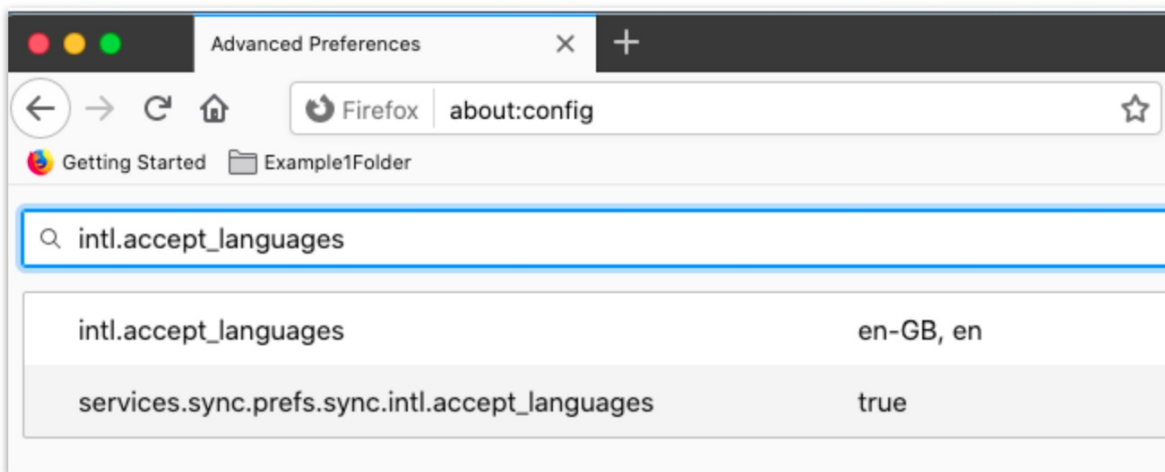 Advanced Preferences
Firefox about:config
Getting Started Example1Folder
intl.accept_languages
intl.accept_languages en-GB, en
services.sync.prefs.sync.intl.accept_languages true